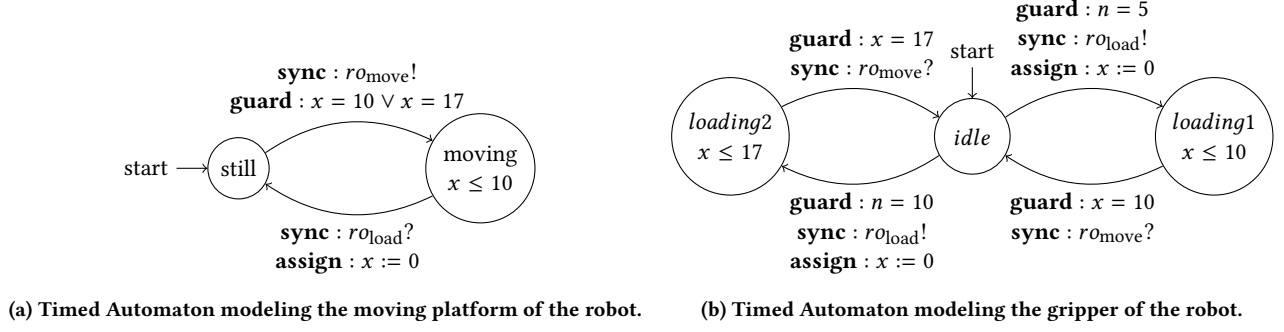 sync : ro_move!
guard : x = 10 ∨ x = 17
start
still
moving
x ≤ 10
sync : ro_load?
assign : x := 0
(a) Timed Automaton modeling the moving platform of the robot.
guard : n = 5
sync : ro_load!
assign : x := 0
guard : x = 17
sync : ro_move?
start
loading2
x ≤ 17
idle
loading1
x ≤ 10
guard : n = 10
sync : ro_load!
assign : x := 0
guard : x = 10
sync : ro_move?
(b) Timed Automaton modeling the gripper of the robot.